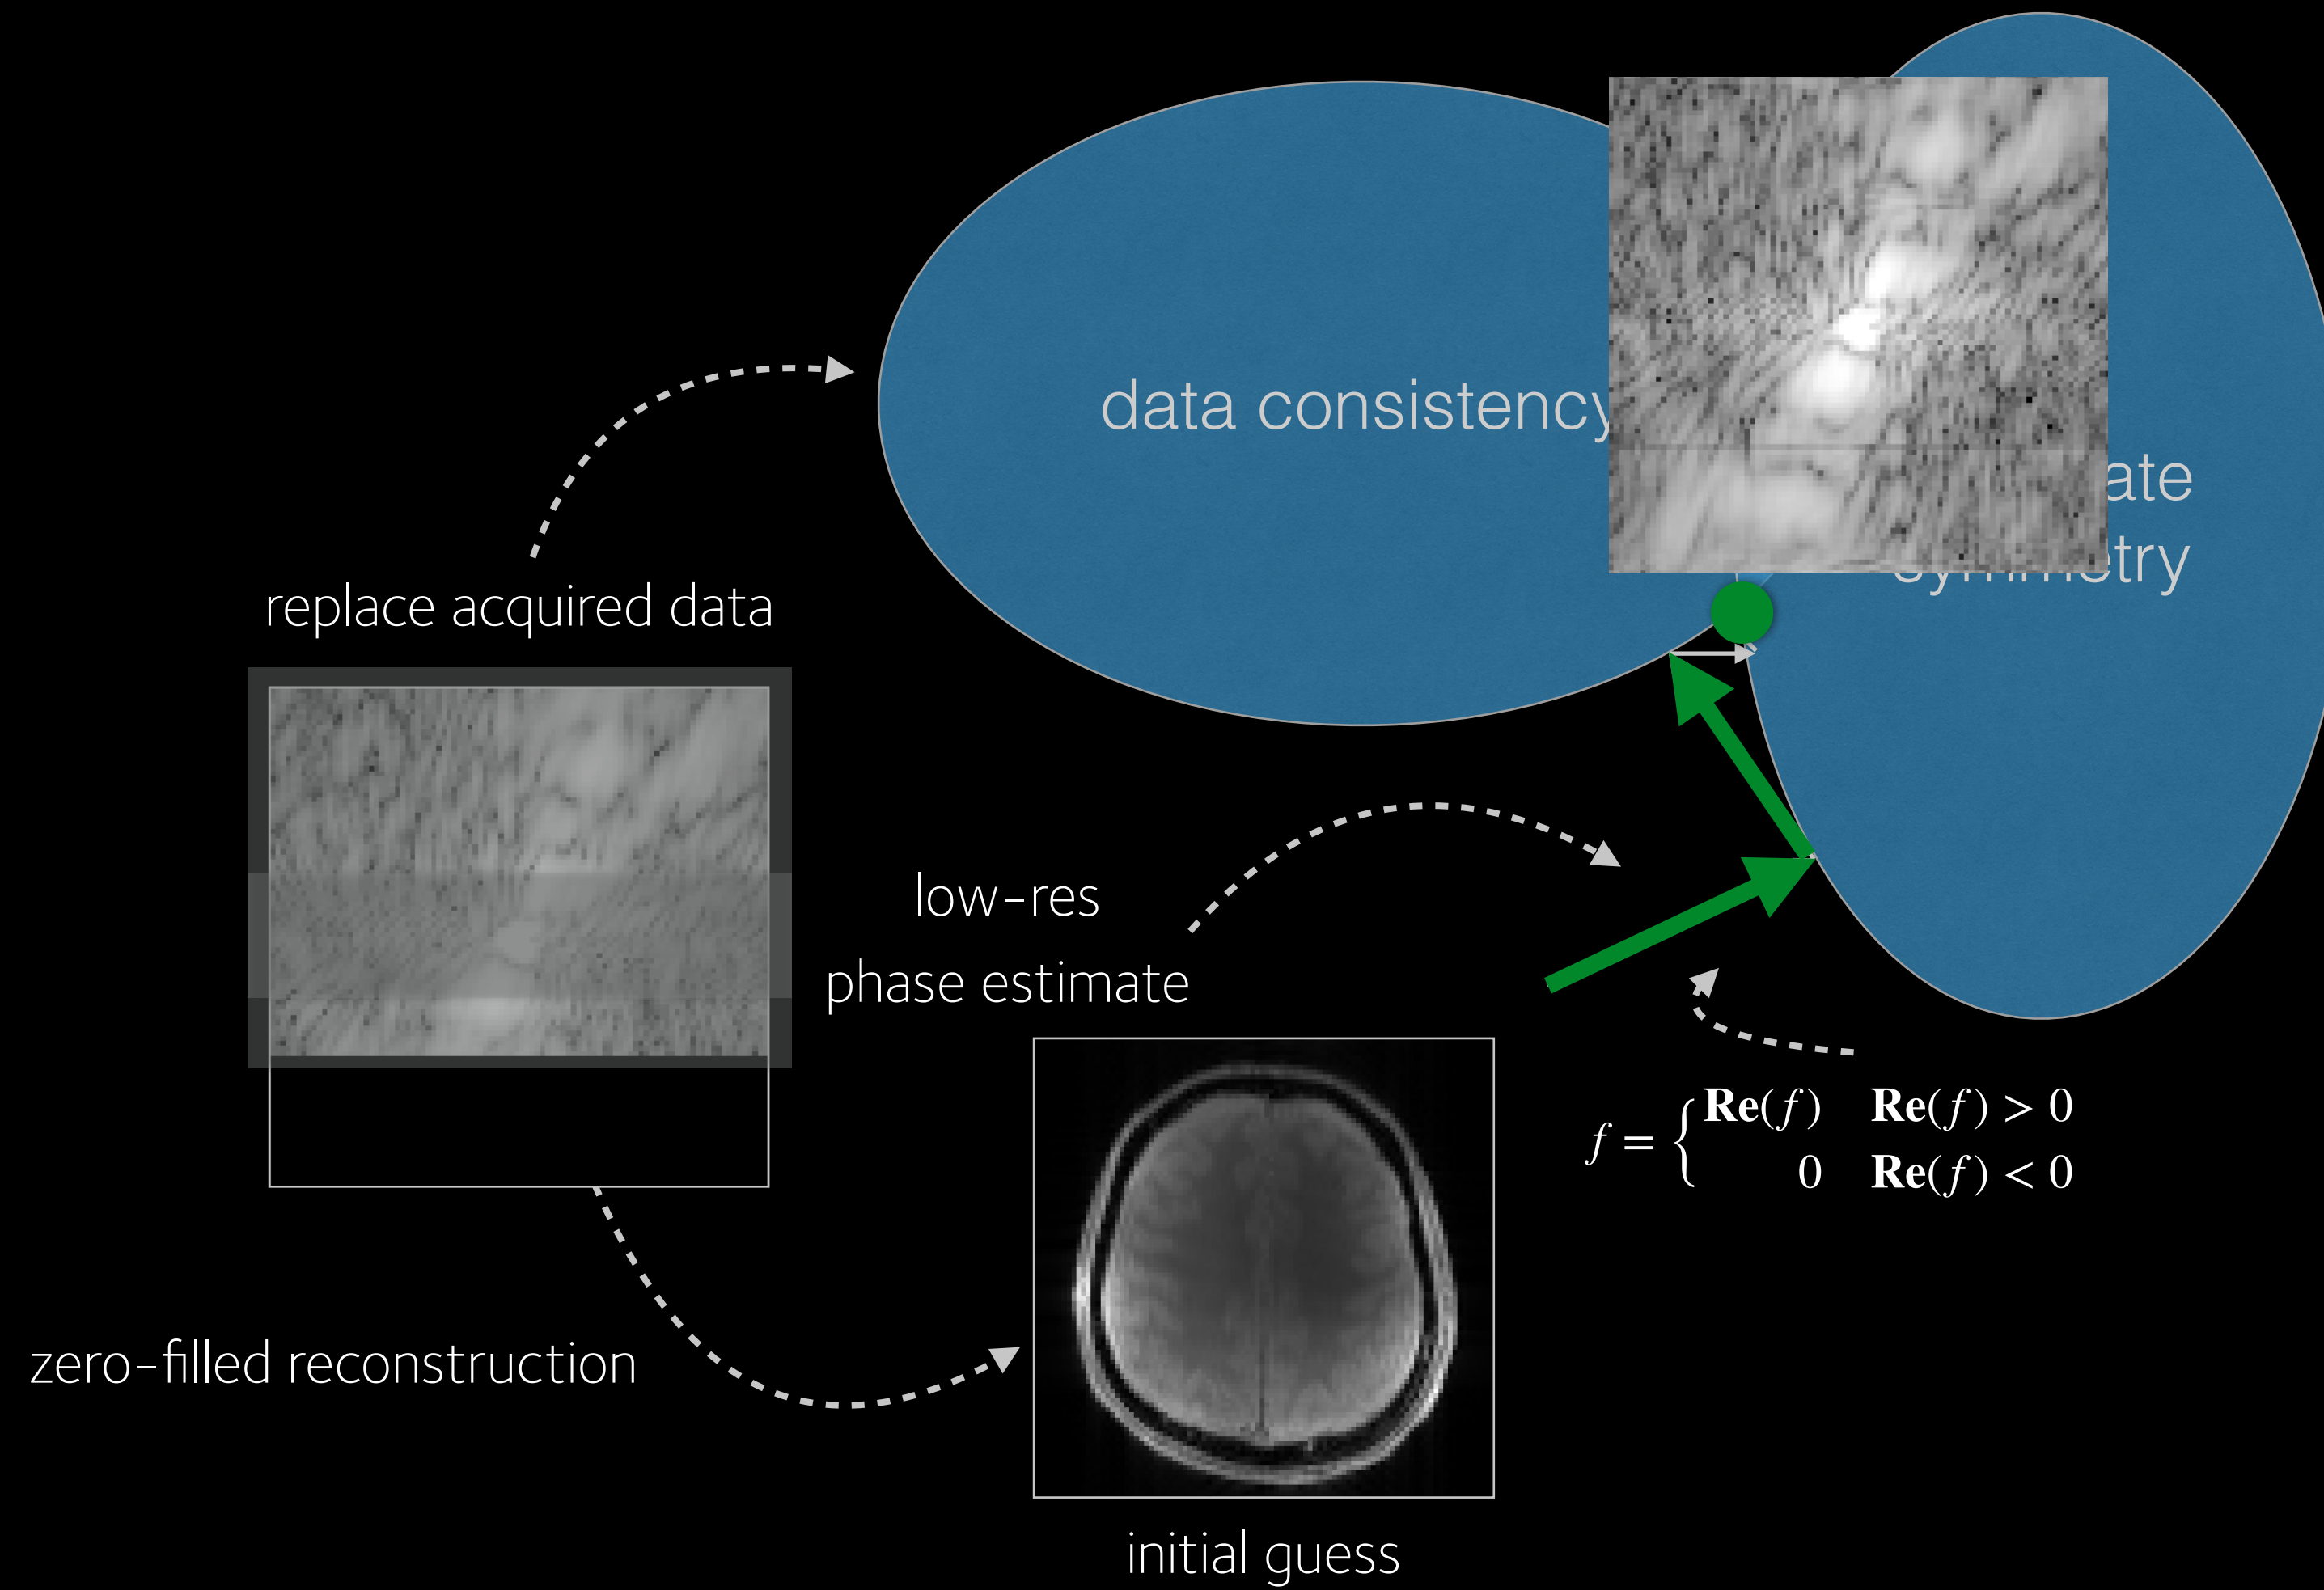 data consistency
ate
symmetry
replace acquired data
low-res
phase estimate
f = { Re(f) Re(f) > 0
0 Re(f) < 0
zero-filled reconstruction
initial guess